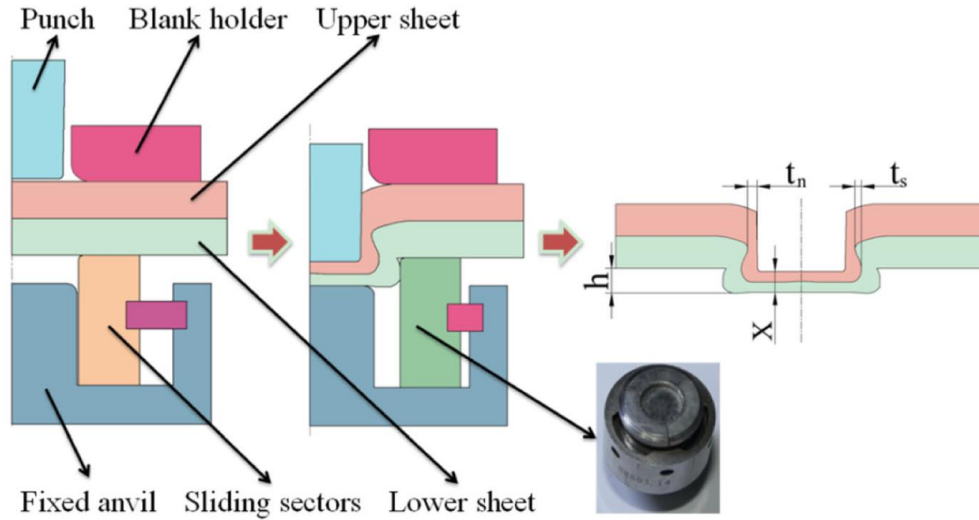 Punch
Blank holder
Upper sheet
tn
ts
h
X
Fixed anvil
Sliding sectors
Lower sheet